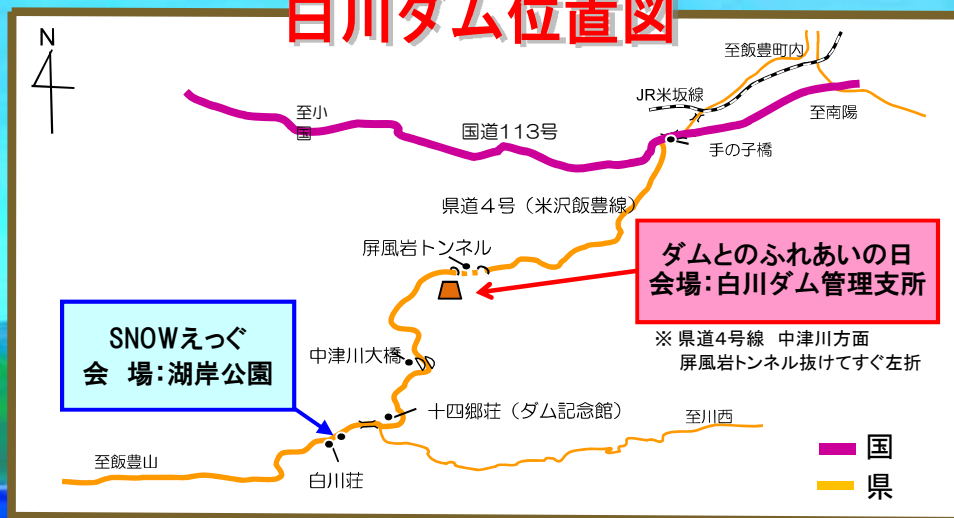 白川ダム位置図
N
至飯豊町内
JR米坂線
至小
国
国道113号
至南陽
手の子橋
県道4号（米沢飯豊線）
屏風岩トンネル
ダムとのふれあいの日
会場：白川ダム管理支所
※ 県道4号線　中津川方面
屏風岩トンネル抜けてすぐ左折
SNOWえっぐ
会　場：湖岸公園
中津川大橋
十四郷荘（ダム記念館）
至川西
至飯豊山
白川荘
国
県